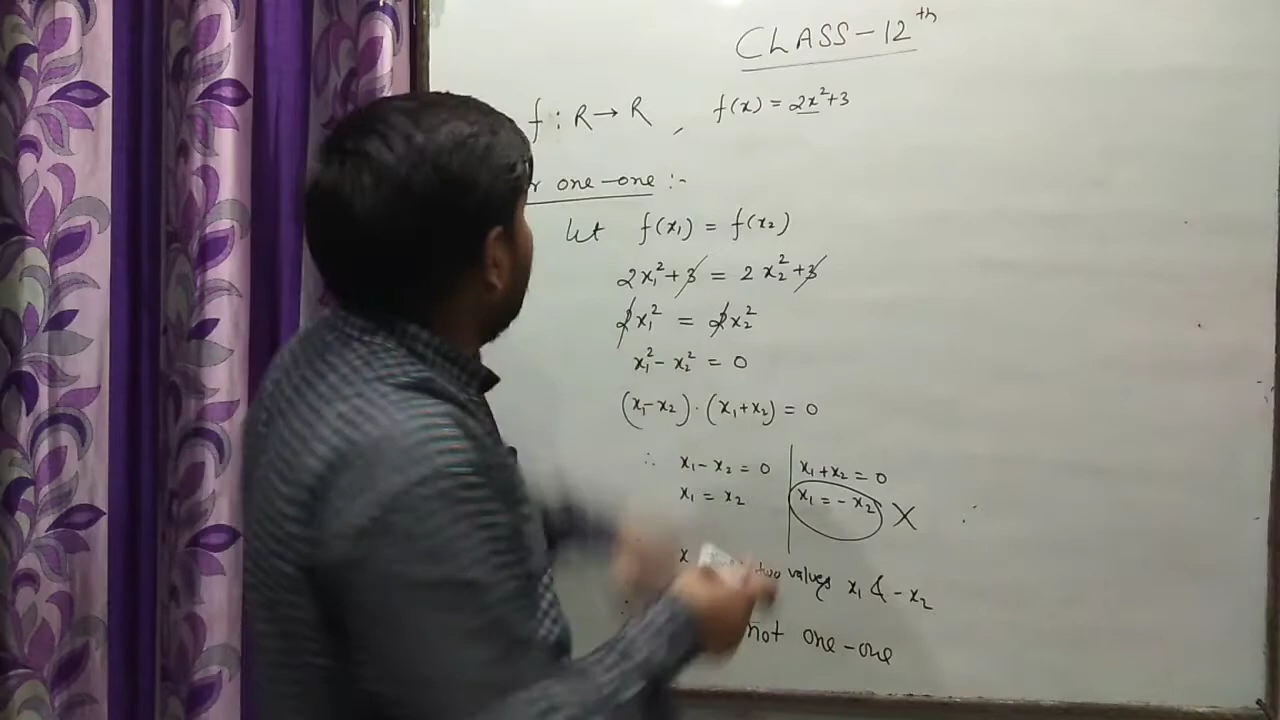 CLASS-12th
f : R → R , f(x) = 2x²+3
one-one :-
let f(x₁) = f(x₂)
2x₁²+3 = 2x₂²+3
2x₁² = 2x₂²
x₁²- x₂² = 0
(x₁-x₂)·(x₁+x₂) = 0
∴ x₁-x₂ = 0 | x₁+x₂ = 0
x₁ = x₂ | x₁ = -x₂ X
x two values x₁ & -x₂
not one-one